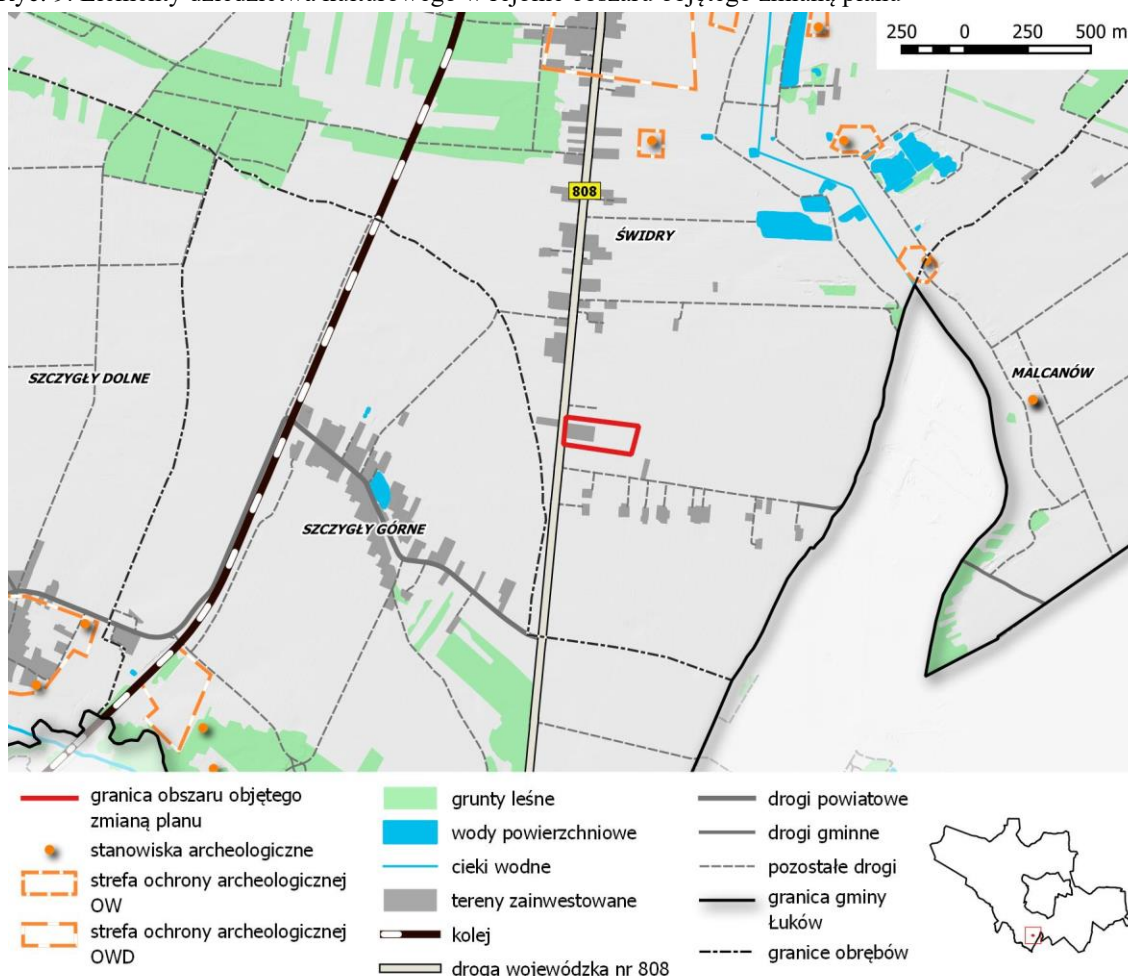 250 0 250 500 m
808
ŚWIDRY
SZCZYGŁY DOLNE
MALCANÓW
SZCZYGŁY GÓRNE
granica obszaru objętego
zmianą planu
stanowiska archeologiczne
strefa ochrony archeologicznej
OW
strefa ochrony archeologicznej
OWD
grunty leśne
wody powierzchniowe
cieki wodne
tereny zainwestowane
kolej
droga wojewódzka nr 808
drogi powiatowe
drogi gminne
pozostałe drogi
granica gminy
Łuków
granice obrębów